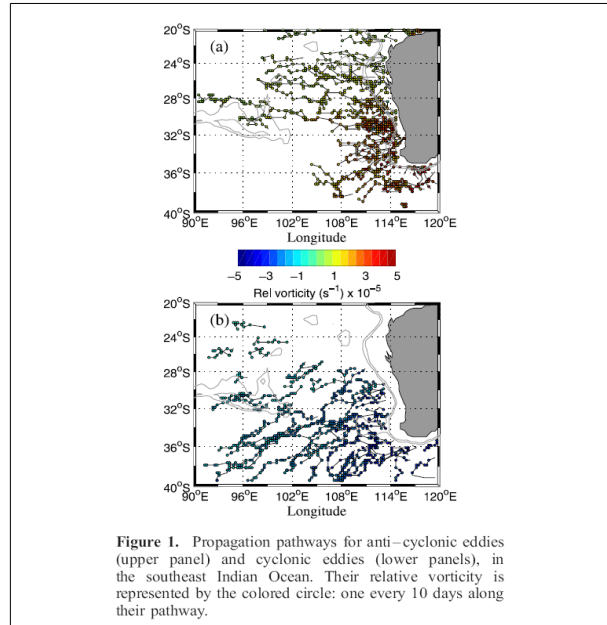 20°S
(a)
24°S
28°S
32°S
36°S
40°S
90°E 96°E 102°E 108°E 114°E 120°E
Longitude
−5 −3 −1 1 3 5
Rel vorticity (s−1) x 10−5
20°S
(b)
24°S
28°S
32°S
36°S
40°S
90°E 96°E 102°E 108°E 114°E 120°E
Longitude
Figure 1. Propagation pathways for anti–cyclonic eddies
(upper panel) and cyclonic eddies (lower panels), in
the southeast Indian Ocean. Their relative vorticity is
represented by the colored circle: one every 10 days along
their pathway.